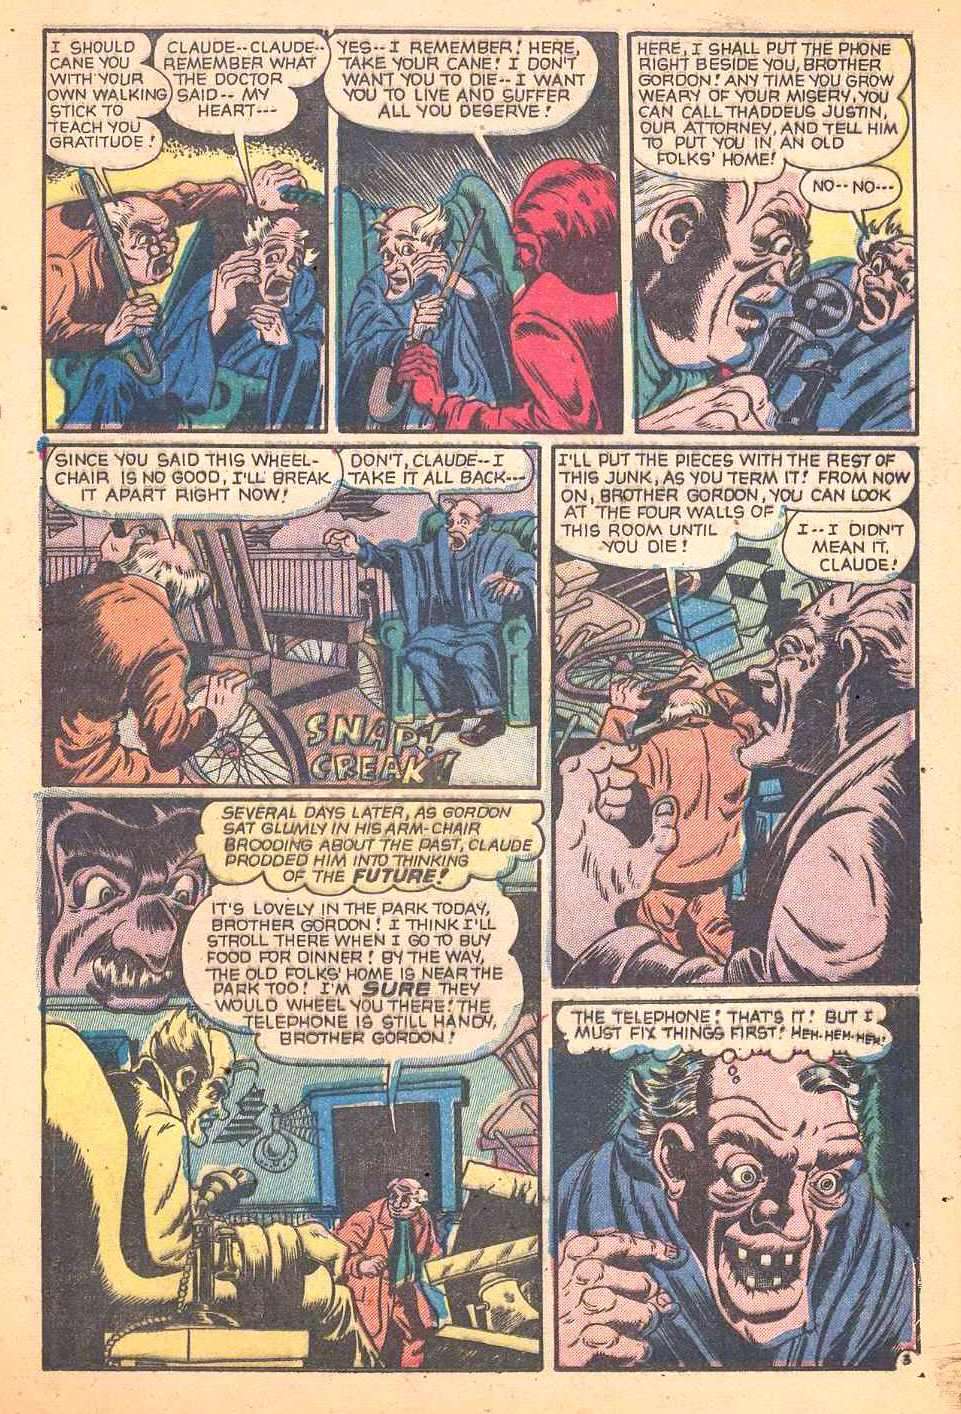 I SHOULD
CANE YOU
WITH YOUR
OWN WALKING
STICK TO
TEACH YOU
GRATITUDE!
CLAUDE--CLAUDE--
REMEMBER WHAT
THE DOCTOR
SAID-- MY
HEART---
YES--I REMEMBER! HERE,
TAKE YOUR CANE! I DON'T
WANT YOU TO DIE--I WANT
YOU TO LIVE AND SUFFER
ALL YOU DESERVE!
HERE, I SHALL PUT THE PHONE
RIGHT BESIDE YOU, BROTHER
GORDON! ANY TIME YOU GROW
WEARY OF YOUR MISERY, YOU
CAN CALL THADDEUS JUSTIN,
OUR ATTORNEY, AND TELL HIM
TO PUT YOU IN AN OLD
FOLKS' HOME!
NO--NO---
SINCE YOU SAID THIS WHEEL-
CHAIR IS NO GOOD, I'LL BREAK
IT APART RIGHT NOW!
DON'T, CLAUDE--I
TAKE IT ALL BACK---
SNAP!
CREAK!
I'LL PUT THE PIECES WITH THE REST OF
THIS JUNK, AS YOU TERM IT! FROM NOW
ON, BROTHER GORDON, YOU CAN LOOK
AT THE FOUR WALLS OF
THIS ROOM UNTIL
YOU DIE!
I--I DIDN'T
MEAN IT,
CLAUDE!
SEVERAL DAYS LATER, AS GORDON
SAT GLUMLY IN HIS ARM-CHAIR
BROODING ABOUT THE PAST, CLAUDE
PRODDED HIM INTO THINKING
OF THE FUTURE!
IT'S LOVELY IN THE PARK TODAY,
BROTHER GORDON! I THINK I'LL
STROLL THERE WHEN I GO TO BUY
FOOD FOR DINNER! BY THE WAY,
THE OLD FOLKS' HOME IS NEAR THE
PARK TOO! I'M SURE THEY
WOULD WHEEL YOU THERE! THE
TELEPHONE IS STILL HANDY,
BROTHER GORDON!
THE TELEPHONE! THAT'S IT! BUT I
MUST FIX THINGS FIRST! HEH-HEH-HEH!
3